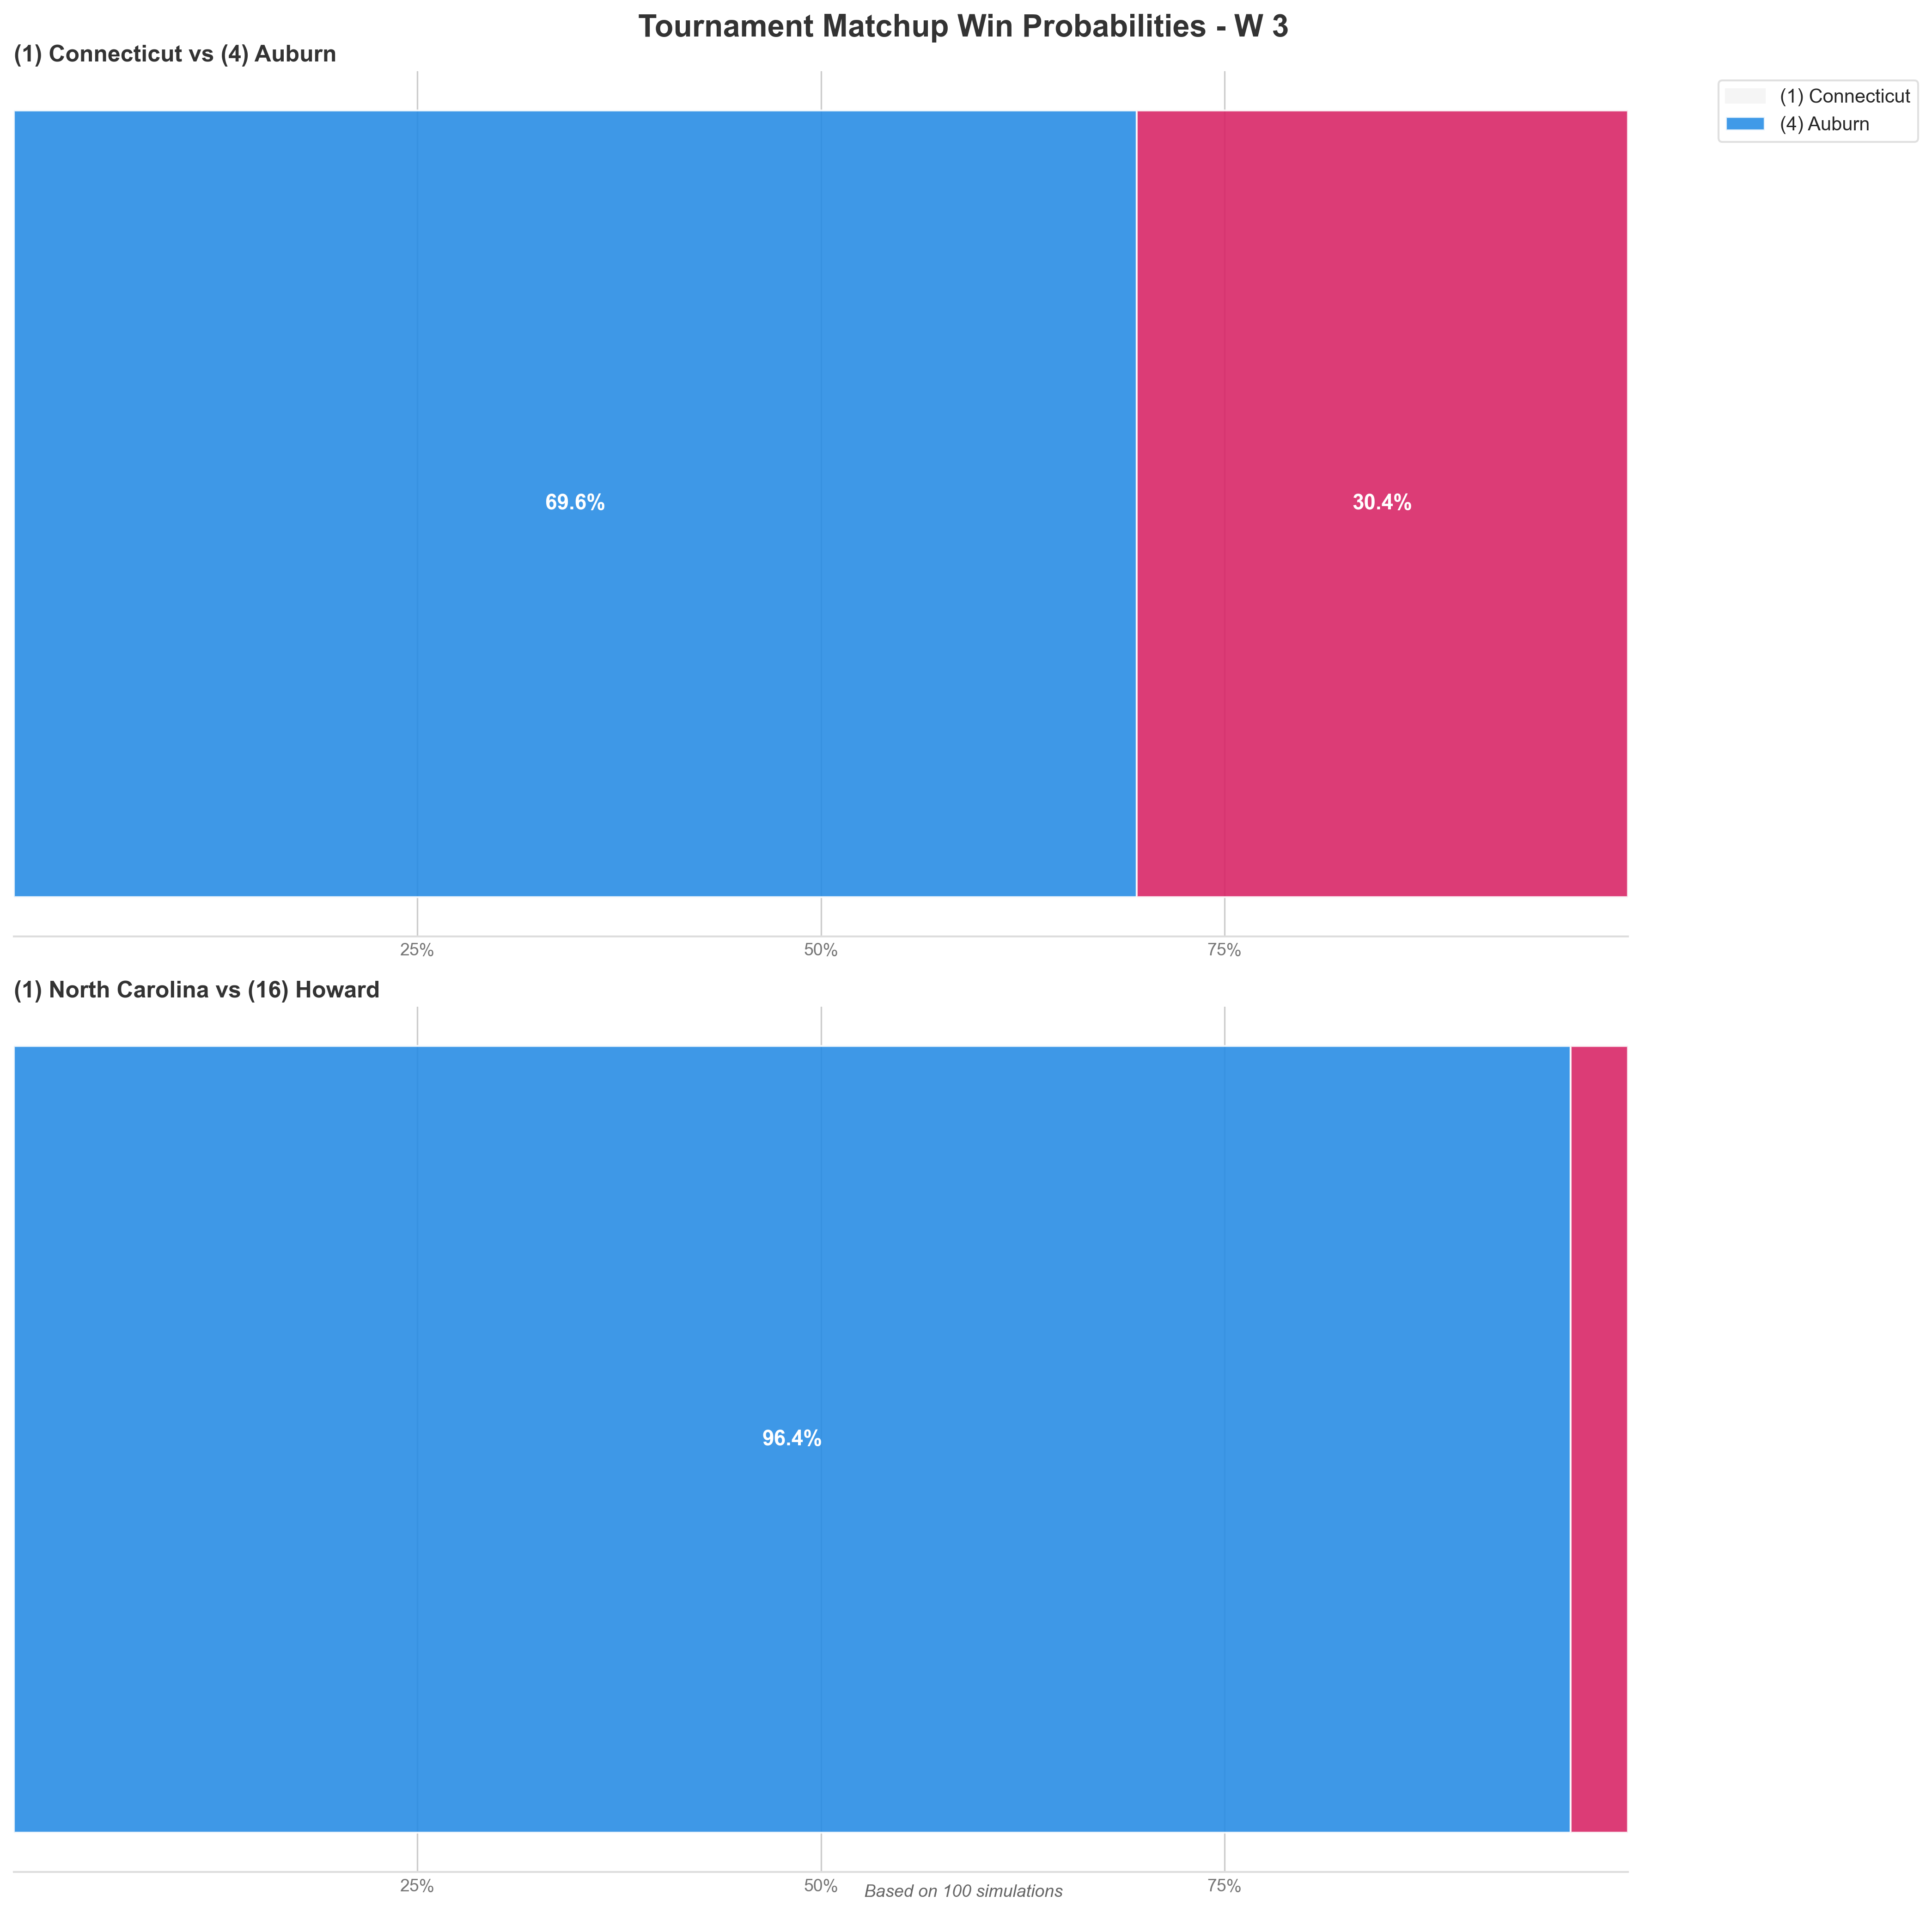 Tournament Matchup Win Probabilities - W 3
(1) Connecticut vs (4) Auburn
(1) Connecticut
(4) Auburn
69.6%
30.4%
25%
50%
75%
(1) North Carolina vs (16) Howard
96.4%
25%
50%
75%
Based on 100 simulations